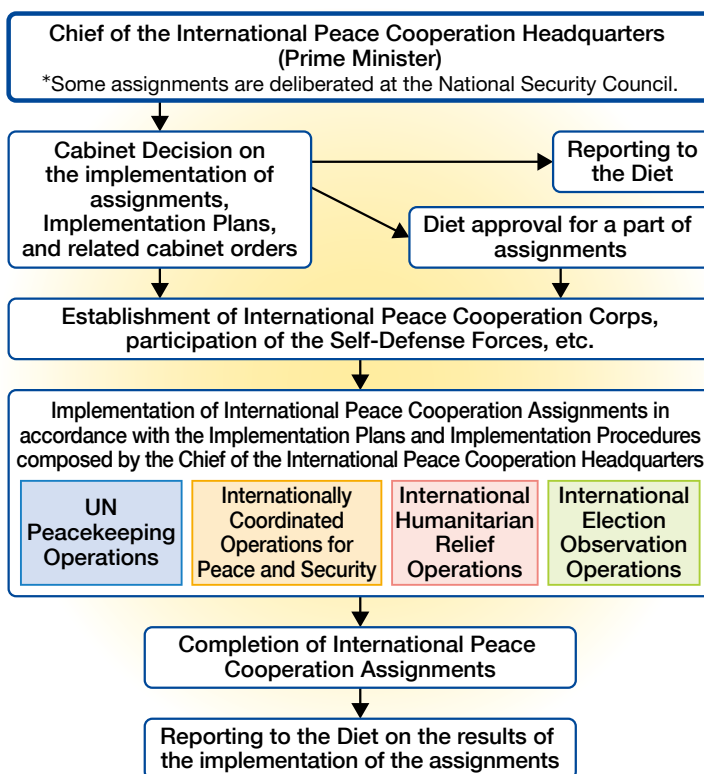 Chief of the International Peace Cooperation Headquarters
(Prime Minister)
*Some assignments are deliberated at the National Security Council.
Cabinet Decision on
the implementation of
assignments,
Implementation Plans,
and related cabinet orders
Reporting to
the Diet
Diet approval for a part of
assignments
Establishment of International Peace Cooperation Corps,
participation of the Self-Defense Forces, etc.
Implementation of International Peace Cooperation Assignments in
accordance with the Implementation Plans and Implementation Procedures
composed by the Chief of the International Peace Cooperation Headquarters
UN
Peacekeeping
Operations
Internationally
Coordinated
Operations for
Peace and Security
International
Humanitarian
Relief
Operations
International
Election
Observation
Operations
Completion of International Peace
Cooperation Assignments
Reporting to the Diet on the results of
the implementation of the assignments